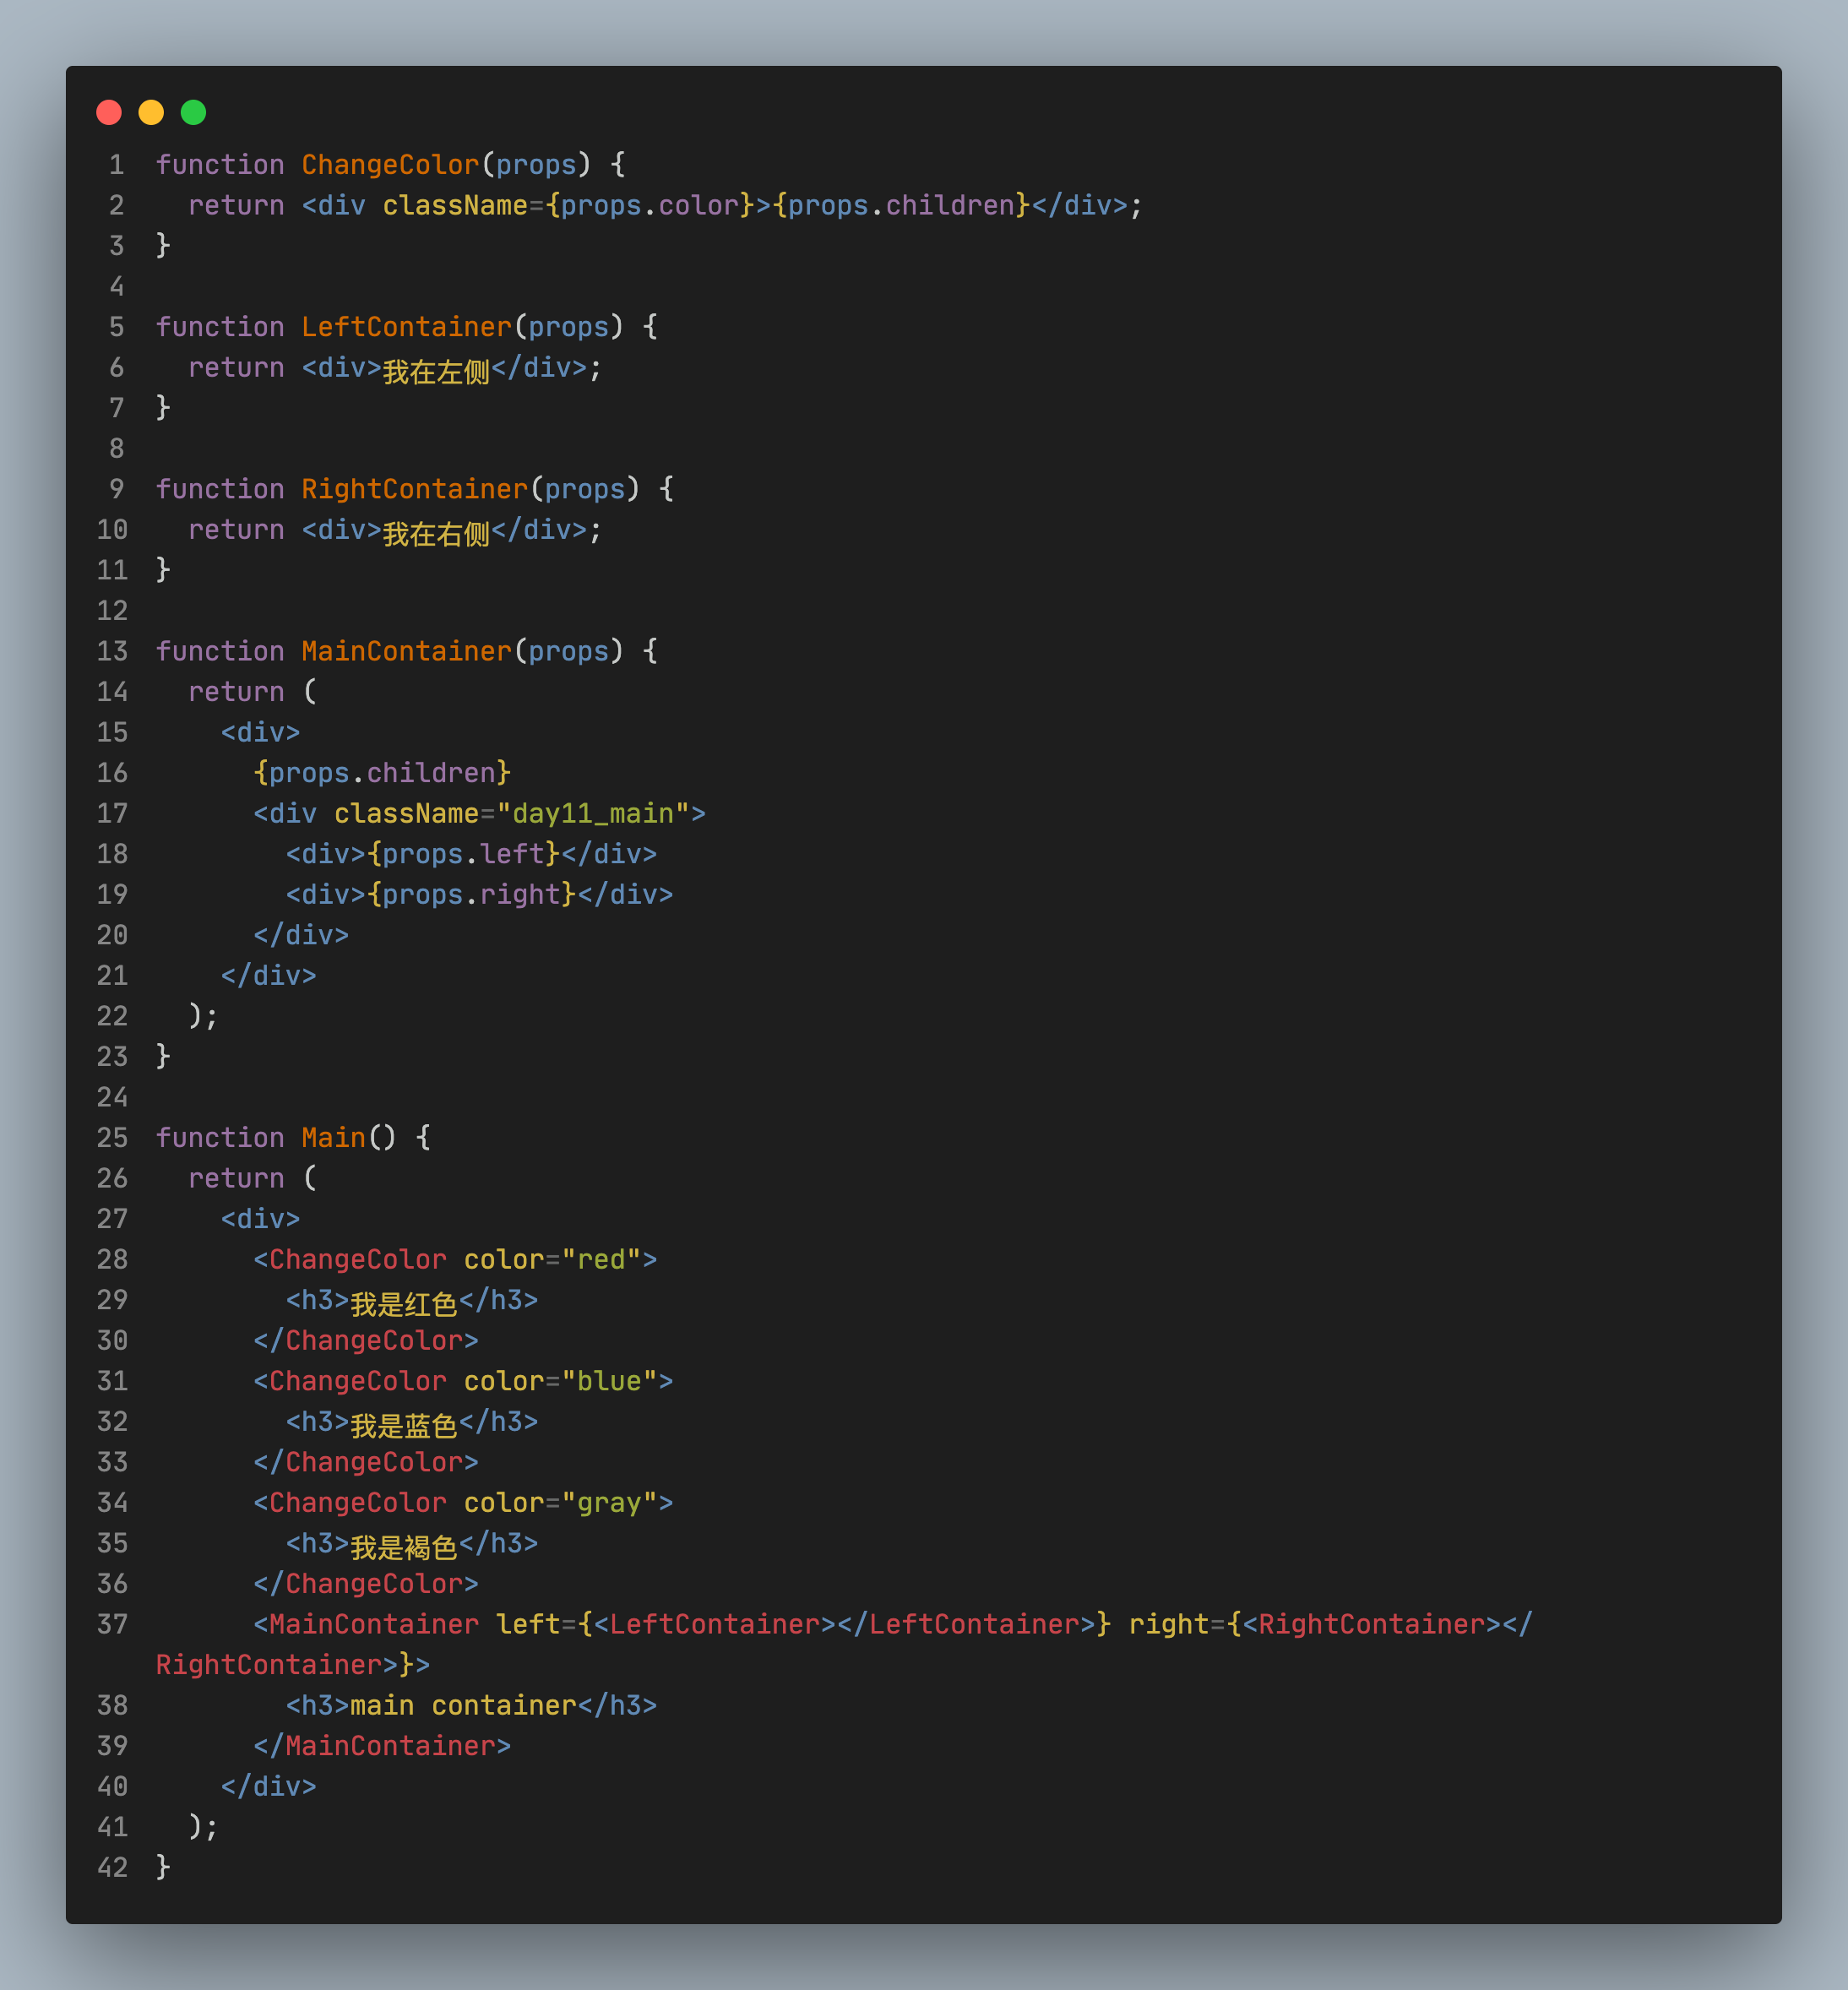 1 function ChangeColor(props) {
2   return <div className={props.color}>{props.children}</div>;
3 }
4
5 function LeftContainer(props) {
6   return <div>我在左侧</div>;
7 }
8
9 function RightContainer(props) {
10   return <div>我在右侧</div>;
11 }
12
13 function MainContainer(props) {
14   return (
15     <div>
16       {props.children}
17       <div className="day11_main">
18         <div>{props.left}</div>
19         <div>{props.right}</div>
20       </div>
21     </div>
22   );
23 }
24
25 function Main() {
26   return (
27     <div>
28       <ChangeColor color="red">
29         <h3>我是红色</h3>
30       </ChangeColor>
31       <ChangeColor color="blue">
32         <h3>我是蓝色</h3>
33       </ChangeColor>
34       <ChangeColor color="gray">
35         <h3>我是褐色</h3>
36       </ChangeColor>
37       <MainContainer left={<LeftContainer></LeftContainer>} right={<RightContainer></
RightContainer>}>
38         <h3>main container</h3>
39       </MainContainer>
40     </div>
41   );
42 }